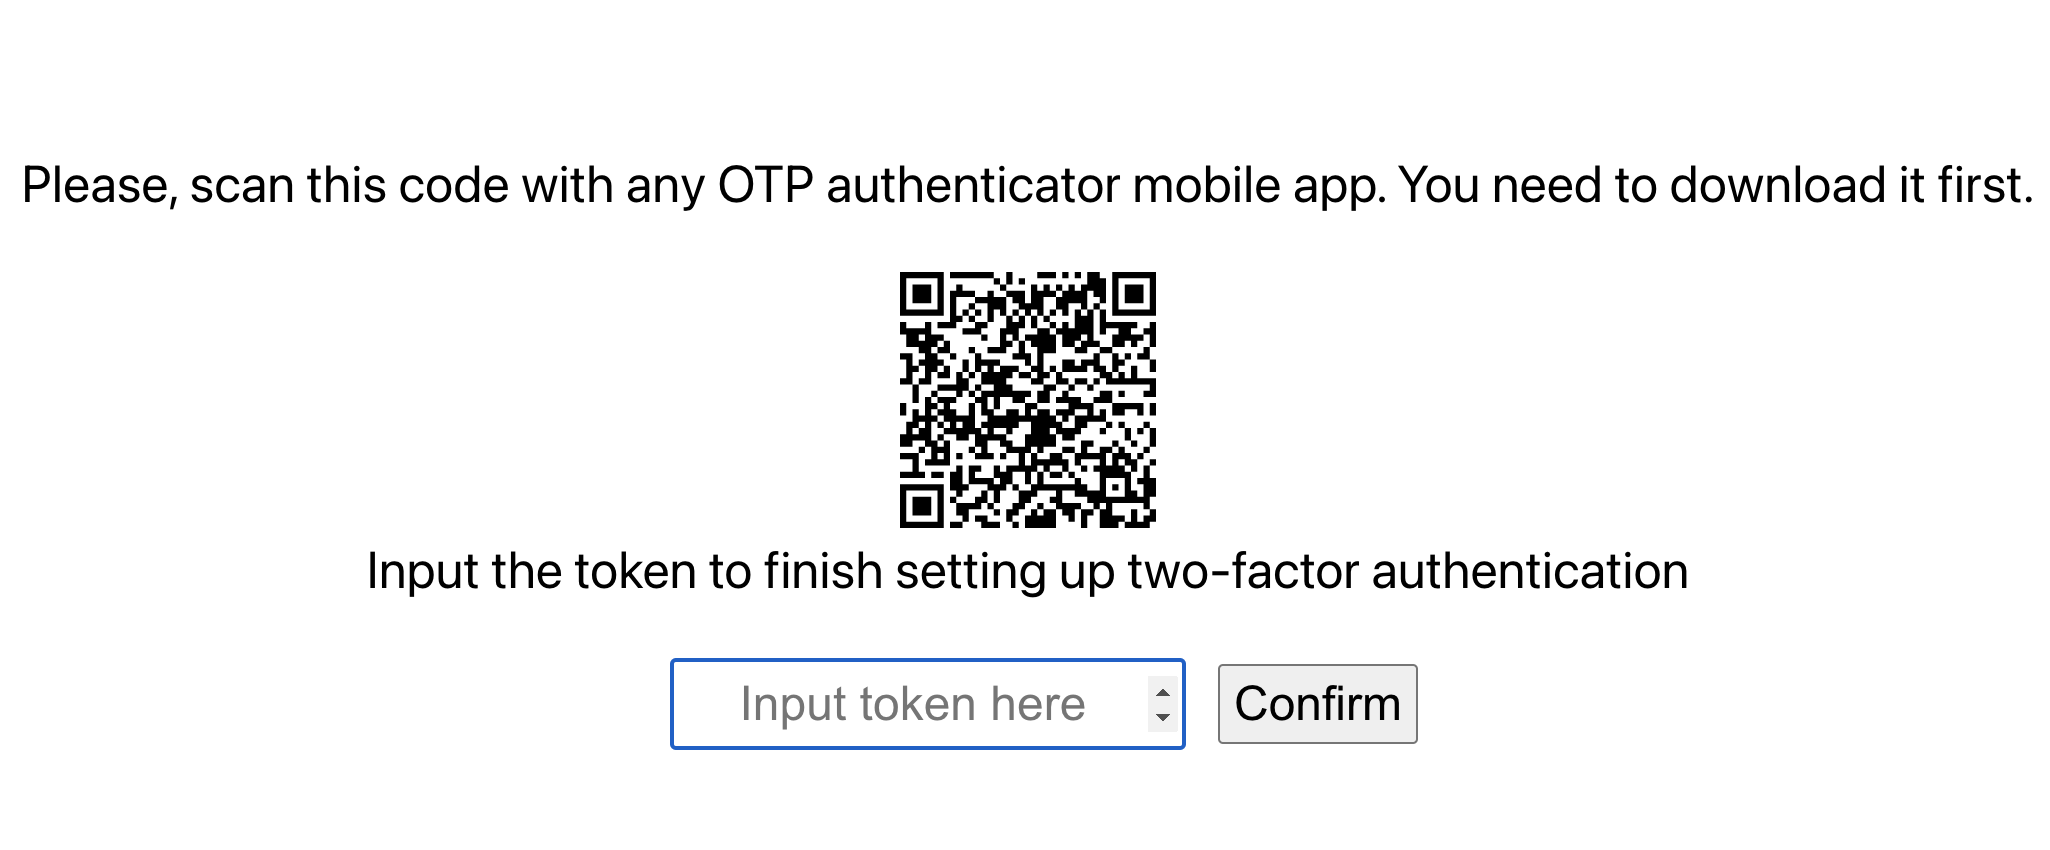 Please, scan this code with any OTP authenticator mobile app. You need to download it first.
Input the token to finish setting up two-factor authentication
Input token here
Confirm